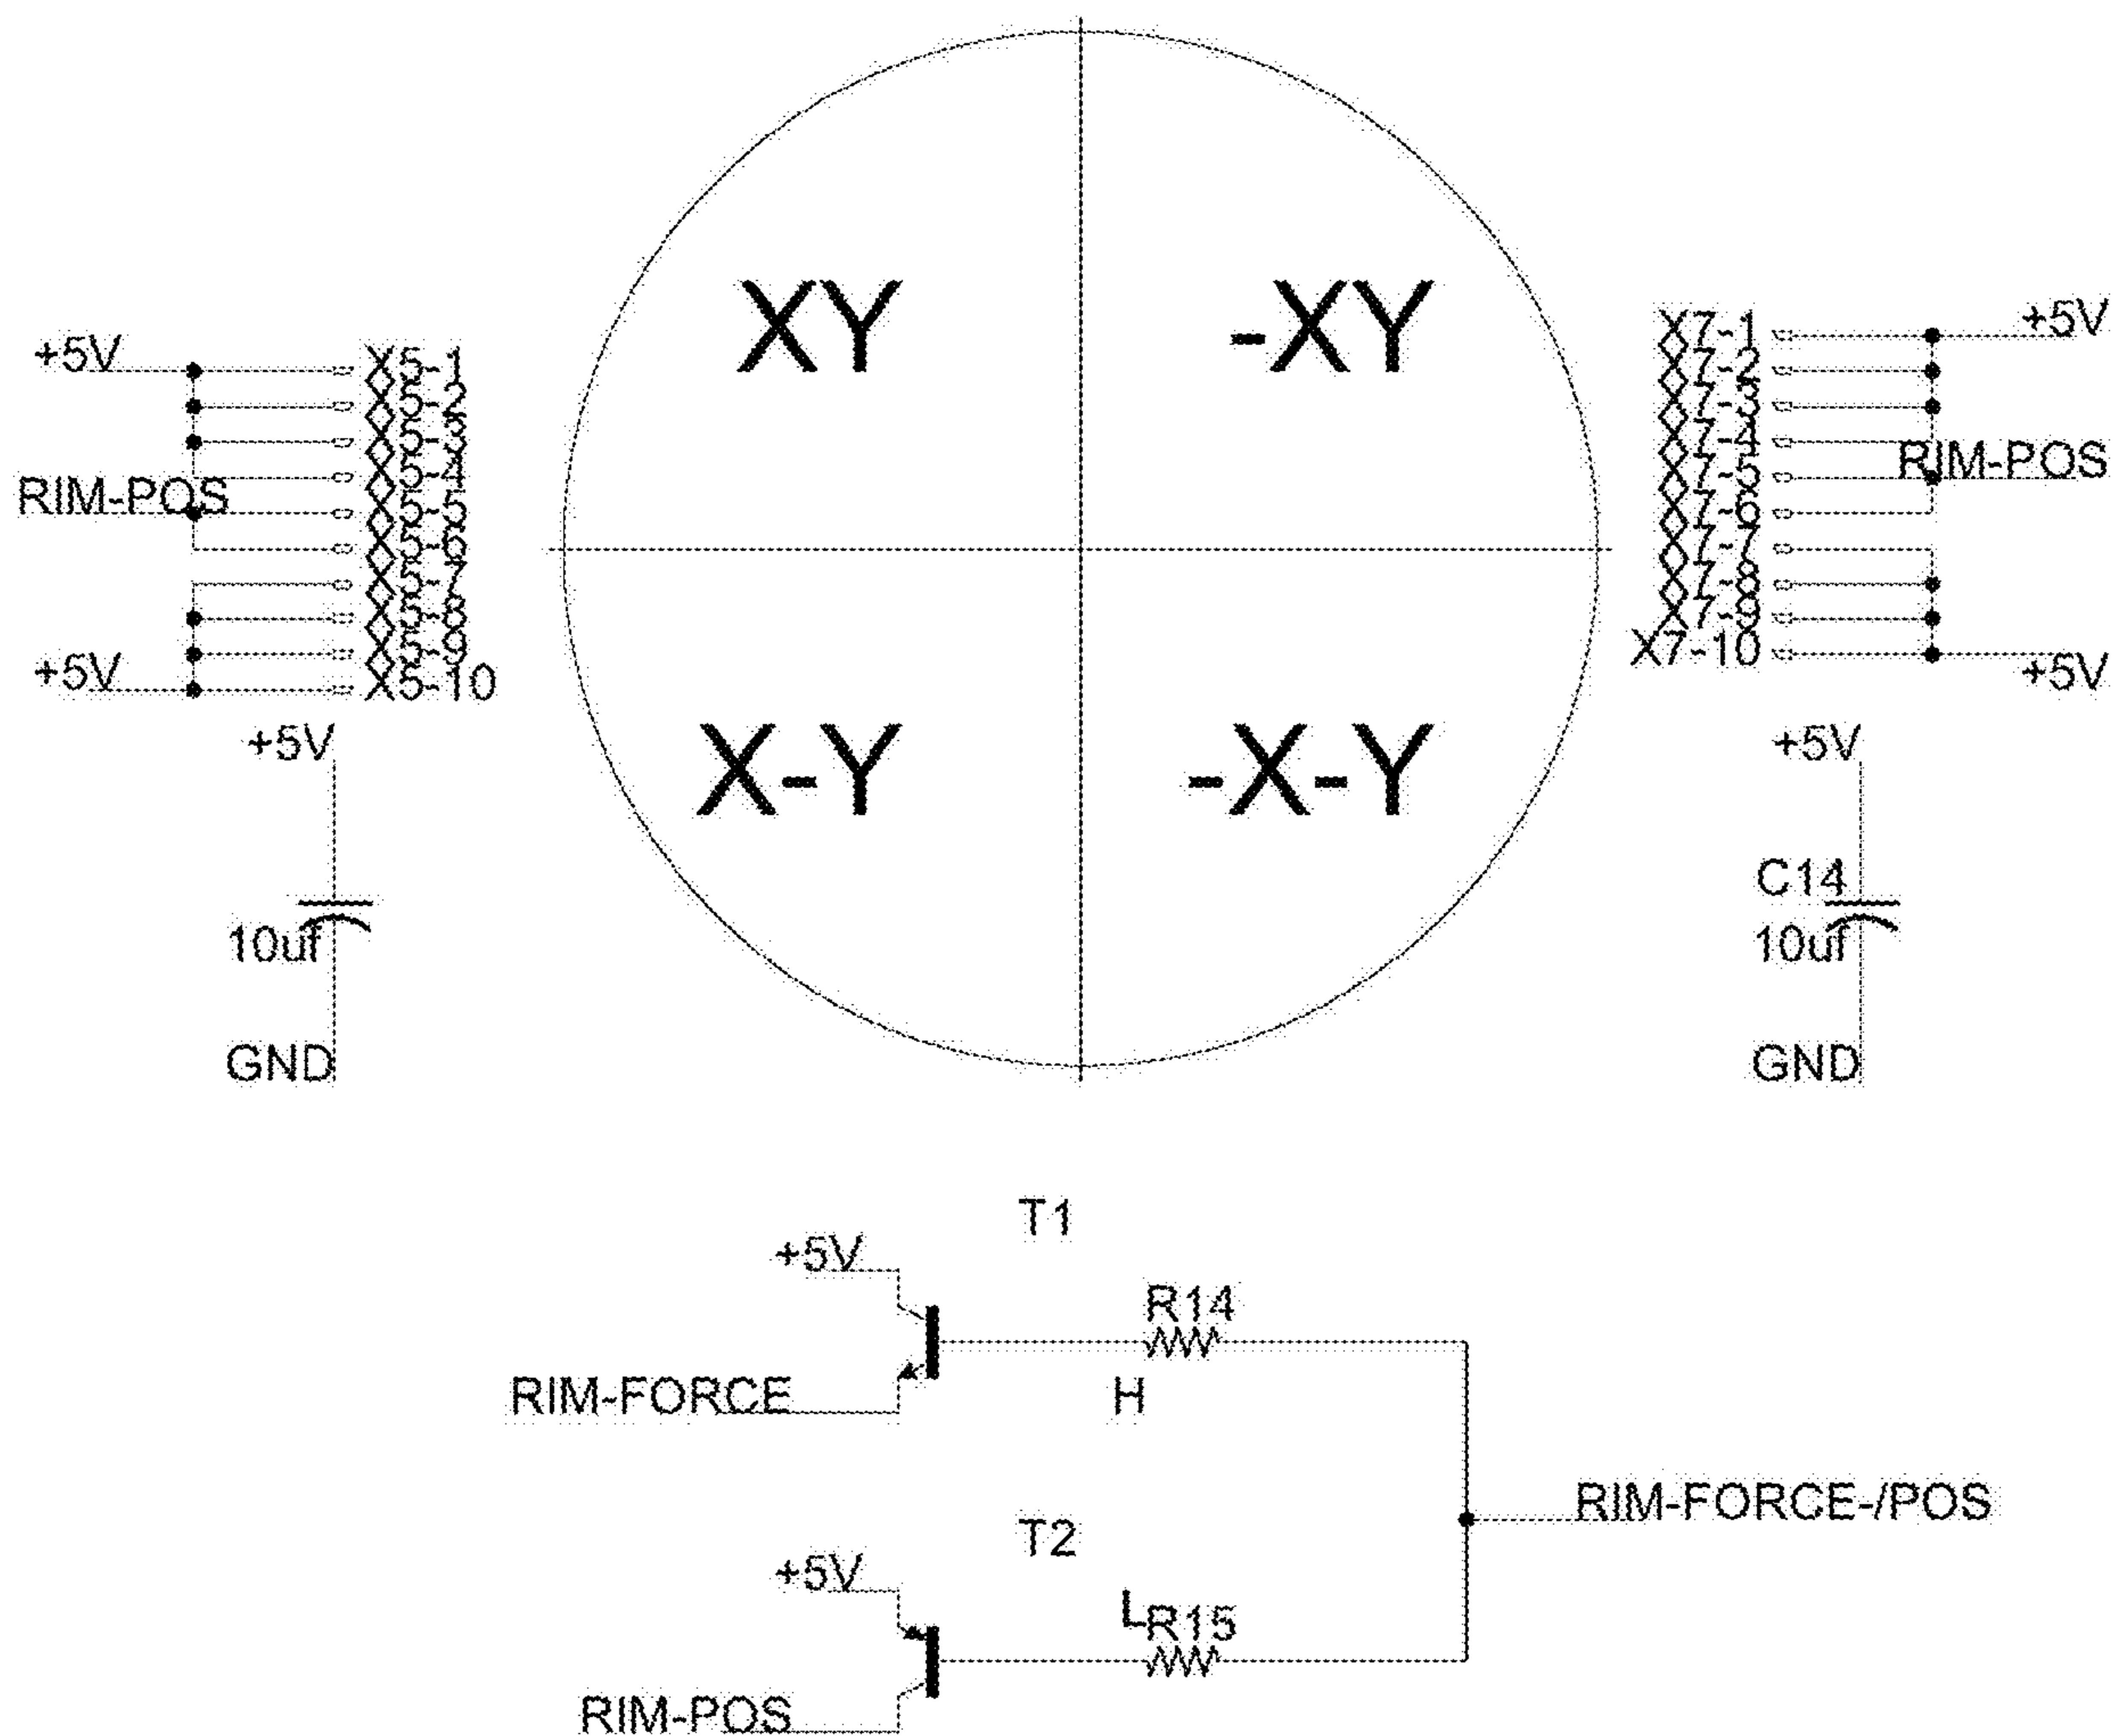 XY
-XY
X-Y
-X-Y
+5V
RIM-POS
+5V
X5-1
X5-2
X5-3
X5-4
X5-5
X5-6
X5-7
X5-8
X5-9
X5-10
X7-1
X7-2
X7-3
X7-4
X7-5
X7-6
X7-7
X7-8
X7-9
X7-10
+5V
RIM-POS
+5V
+5V
10uf
GND
+5V
C14
10uf
GND
T1
+5V
R14
RIM-FORCE
H
RIM-FORCE-/POS
T2
+5V
L
R15
RIM-POS